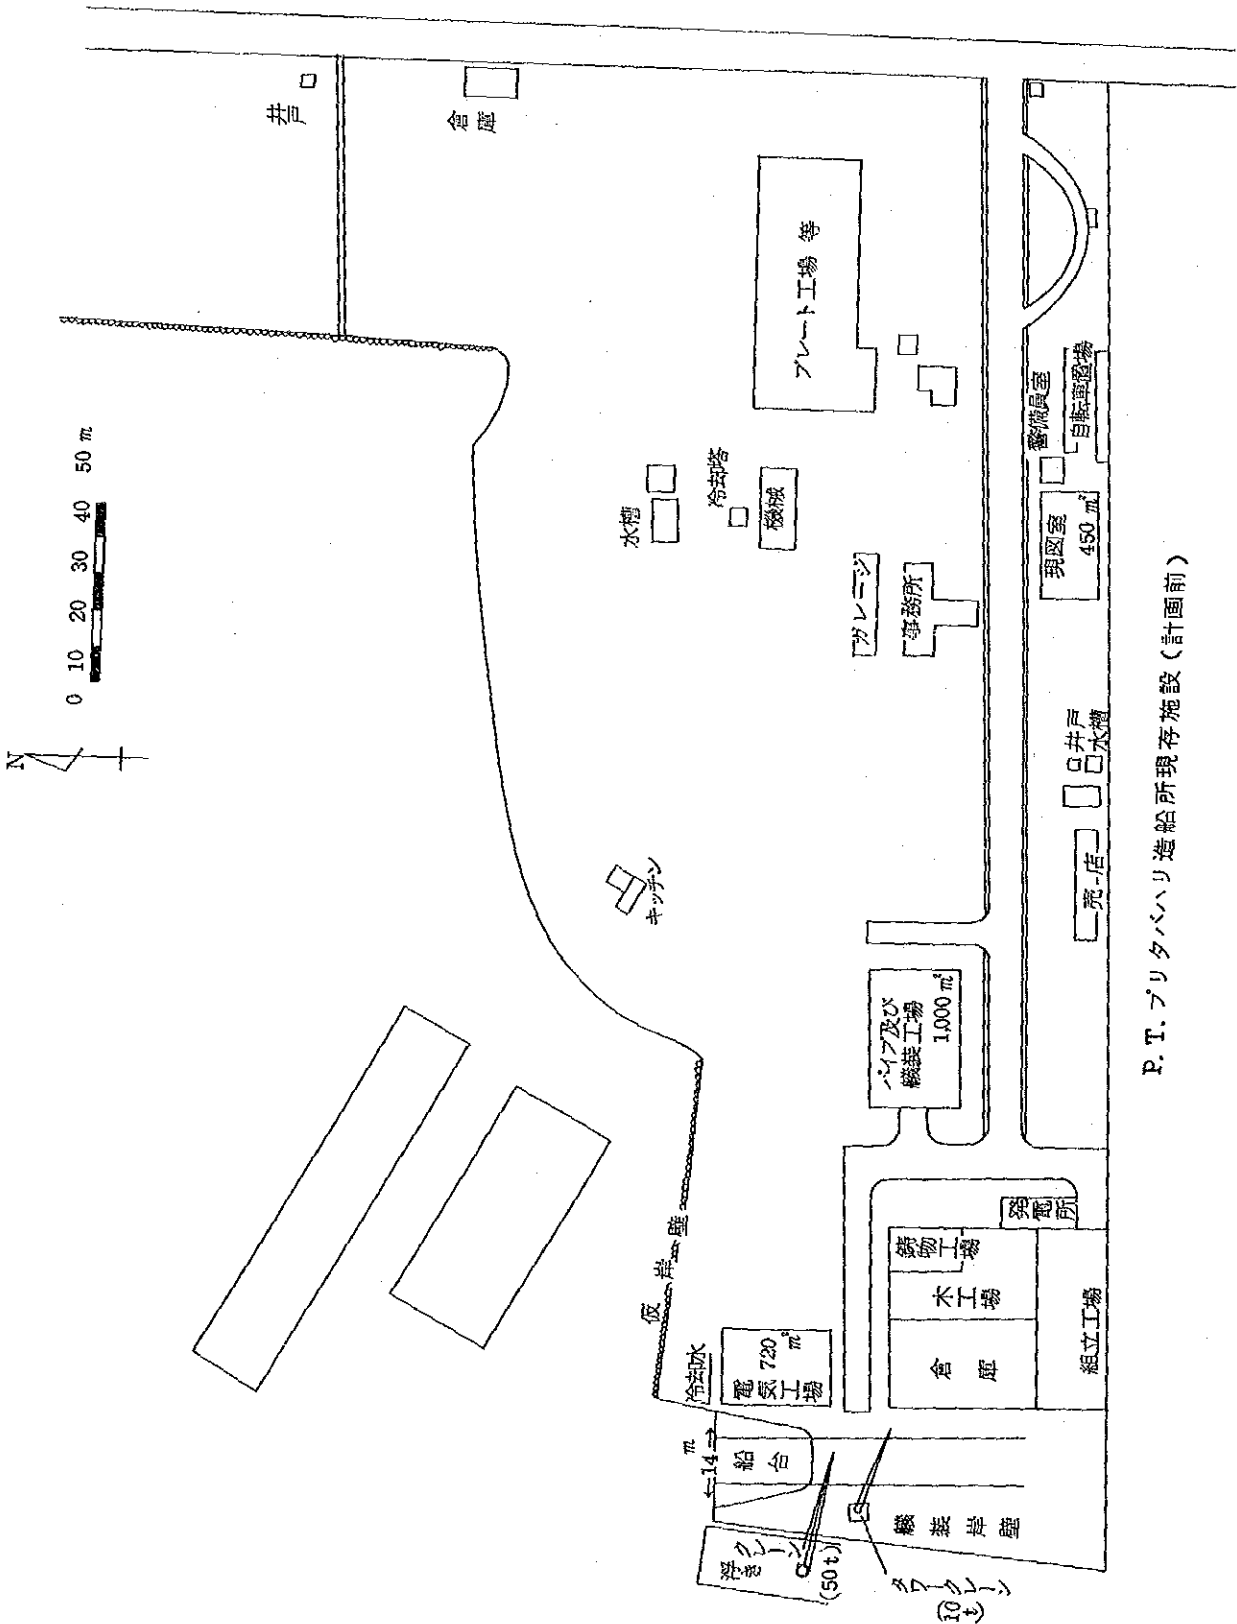 P. T. プリタバハリ造船所現存施設(計画前)
N
0 10 20 30 40 50 m
井戸
倉庫
プレート工場 等
水槽
冷却塔
機械
ガレージ
事務所
警備員室
自転車置場
現図室
450 m²
井戸
水槽
売店
キッチン
パイプ及び
艤装工場
1,000 m²
発電所
鋳物工場
木工場
倉庫
組立工場
仮岸壁
冷却水
電気工場
720 m²
←14m→
船台
艤装岸壁
浮きクレーン
(50t)
タワークレーン
(10t)